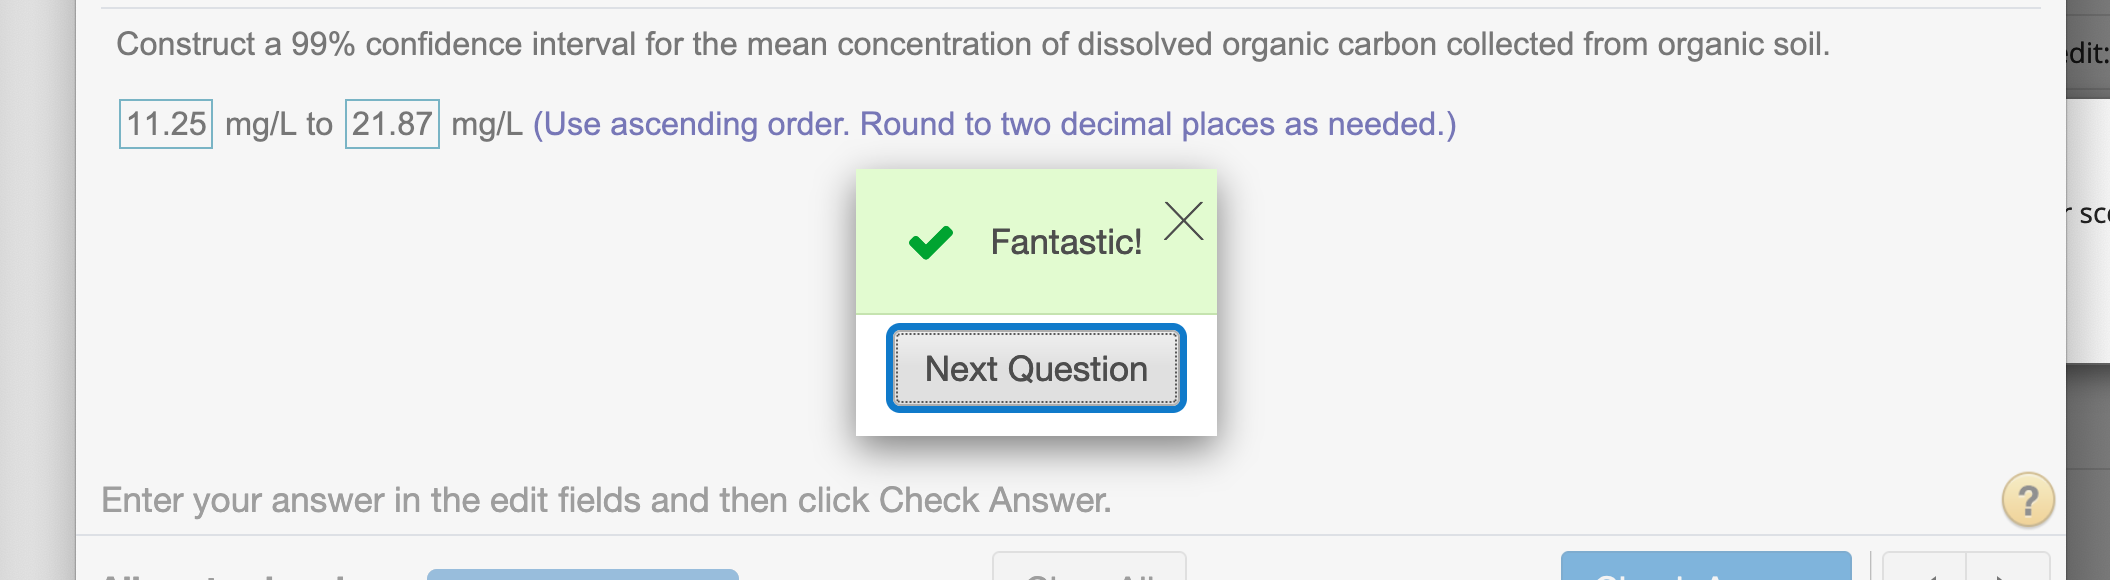 Construct a 99% confidence interval for the mean concentration of dissolved organic carbon collected from organic soil.
11.25 mg/L to 21.87 mg/L (Use ascending order. Round to two decimal places as needed.)
Fantastic!
Next Question
Enter your answer in the edit fields and then click Check Answer.
?